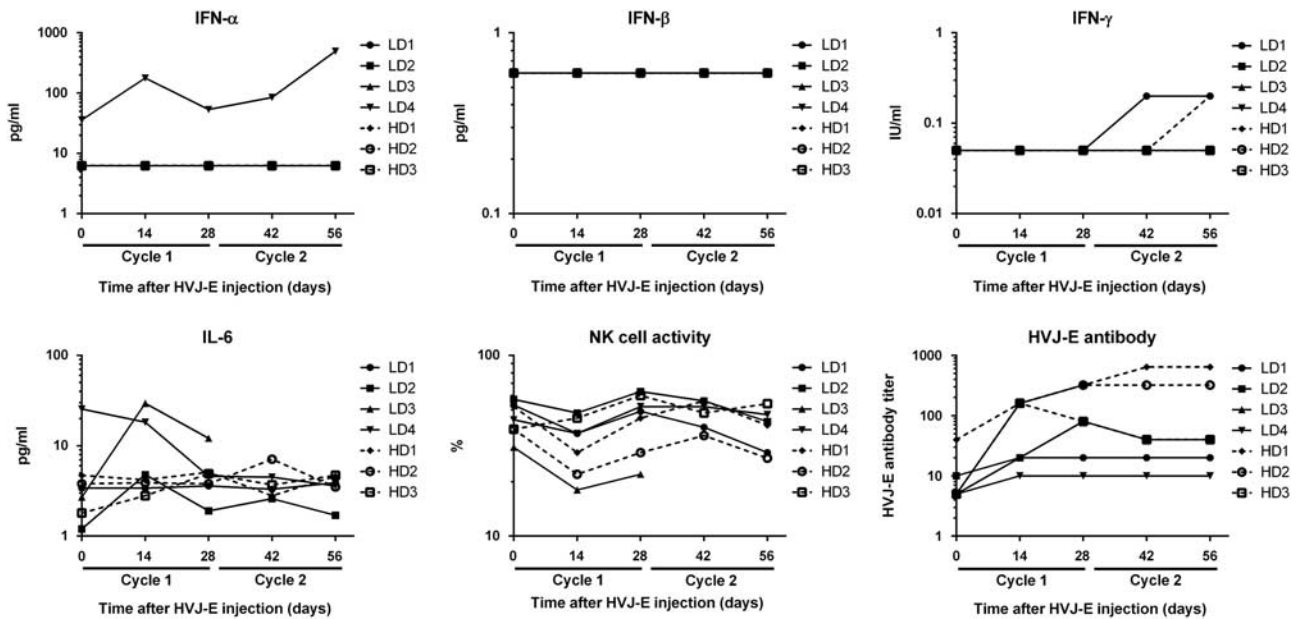 IFN-α
1000
100
10
1
pg/ml
0 14 28 42 56
Cycle 1 Cycle 2
Time after HVJ-E injection (days)
LD1
LD2
LD3
LD4
HD1
HD2
HD3
IFN-β
1
0.1
pg/ml
0 14 28 42 56
Cycle 1 Cycle 2
Time after HVJ-E injection (days)
LD1
LD2
LD3
LD4
HD1
HD2
HD3
IFN-γ
1
0.1
0.01
IU/ml
0 14 28 42 56
Cycle 1 Cycle 2
Time after HVJ-E injection (days)
LD1
LD2
LD3
LD4
HD1
HD2
HD3
IL-6
100
10
1
pg/ml
0 14 28 42 56
Cycle 1 Cycle 2
Time after HVJ-E injection (days)
LD1
LD2
LD3
LD4
HD1
HD2
HD3
NK cell activity
100
10
%
0 14 28 42 56
Cycle 1 Cycle 2
Time after HVJ-E injection (days)
LD1
LD2
LD3
LD4
HD1
HD2
HD3
HVJ-E antibody
1000
100
10
1
HVJ-E antibody titer
0 14 28 42 56
Cycle 1 Cycle 2
Time after HVJ-E injection (days)
LD1
LD2
LD3
LD4
HD1
HD2
HD3